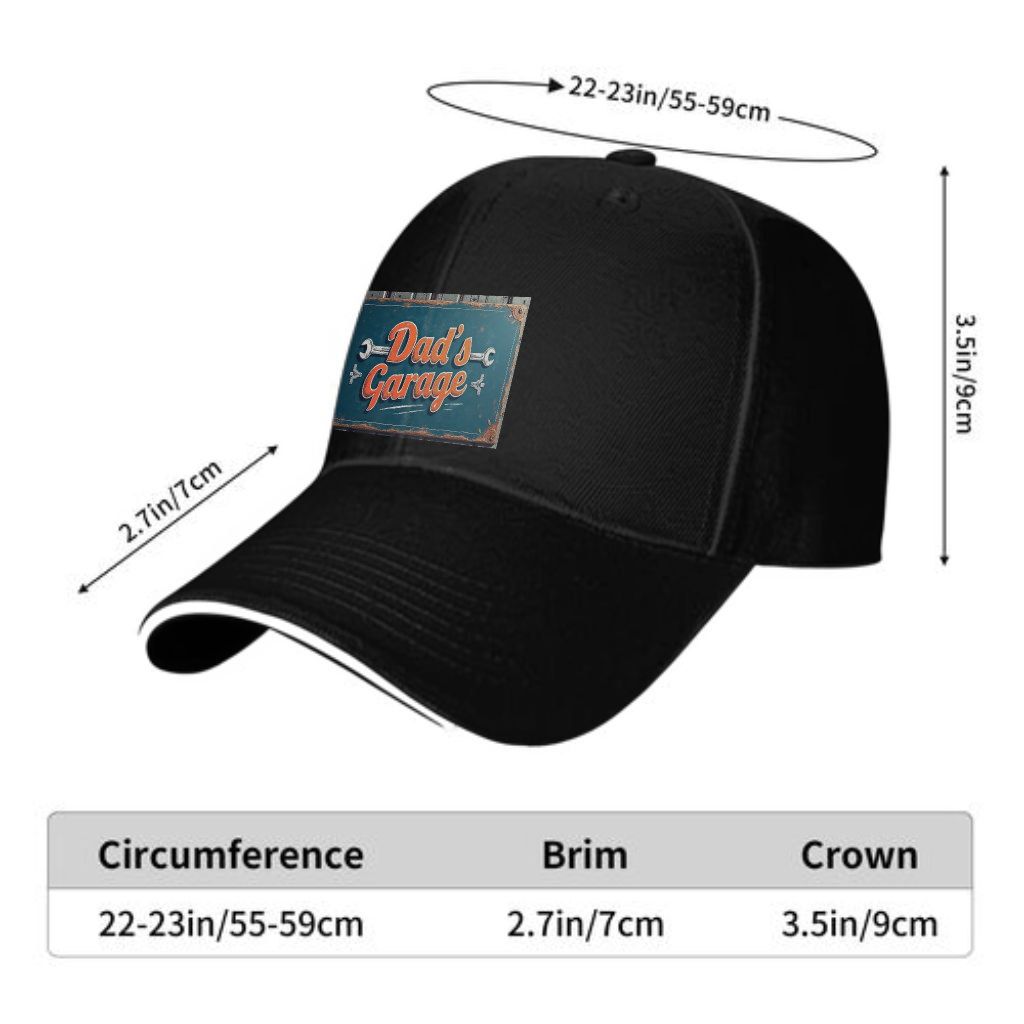 22-23in/55-59cm
3.5in/9cm
Dad's
Garage
2.7in/7cm
Circumference Brim Crown
22-23in/55-59cm 2.7in/7cm 3.5in/9cm